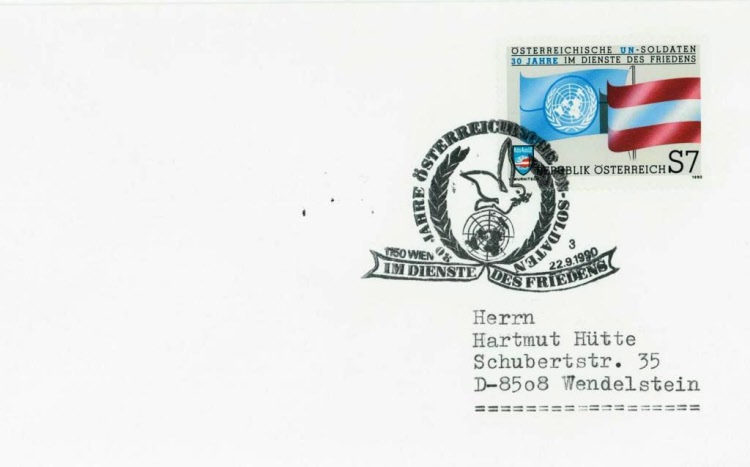 ÖSTERREICHISCHE UN-SOLDATEN
30 JAHRE IM DIENSTE DES FRIEDENS
REPUBLIK ÖSTERREICH S7
1990
30 JAHRE ÖSTERREICHISCHE UN-SOLDATEN
1150 WIEN
3
22.9.1990
IM DIENSTE DES FRIEDENS
Herrn
Hartmut Hütte
Schubertstr. 35
D-85o8 Wendelstein
==================